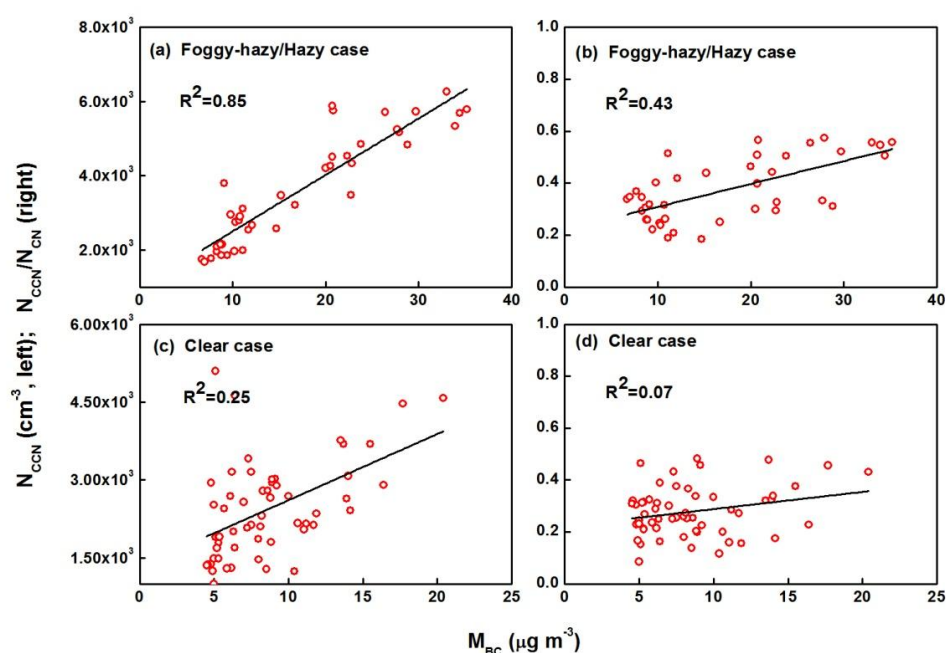 N_CCN (cm⁻³, left); N_CCN/N_CN (right)
8.0x10³
6.0x10³
4.0x10³
2.0x10³
(a) Foggy-hazy/Hazy case
R²=0.85
0 10 20 30 40
1.0
0.8
0.6
0.4
0.2
0.0
(b) Foggy-hazy/Hazy case
R²=0.43
0 10 20 30 40
6.00x10³
4.50x10³
3.00x10³
1.50x10³
(c) Clear case
R²=0.25
0 5 10 15 20 25
1.0
0.8
0.6
0.4
0.2
0.0
(d) Clear case
R²=0.07
0 5 10 15 20 25
M_BC (μg m⁻³)